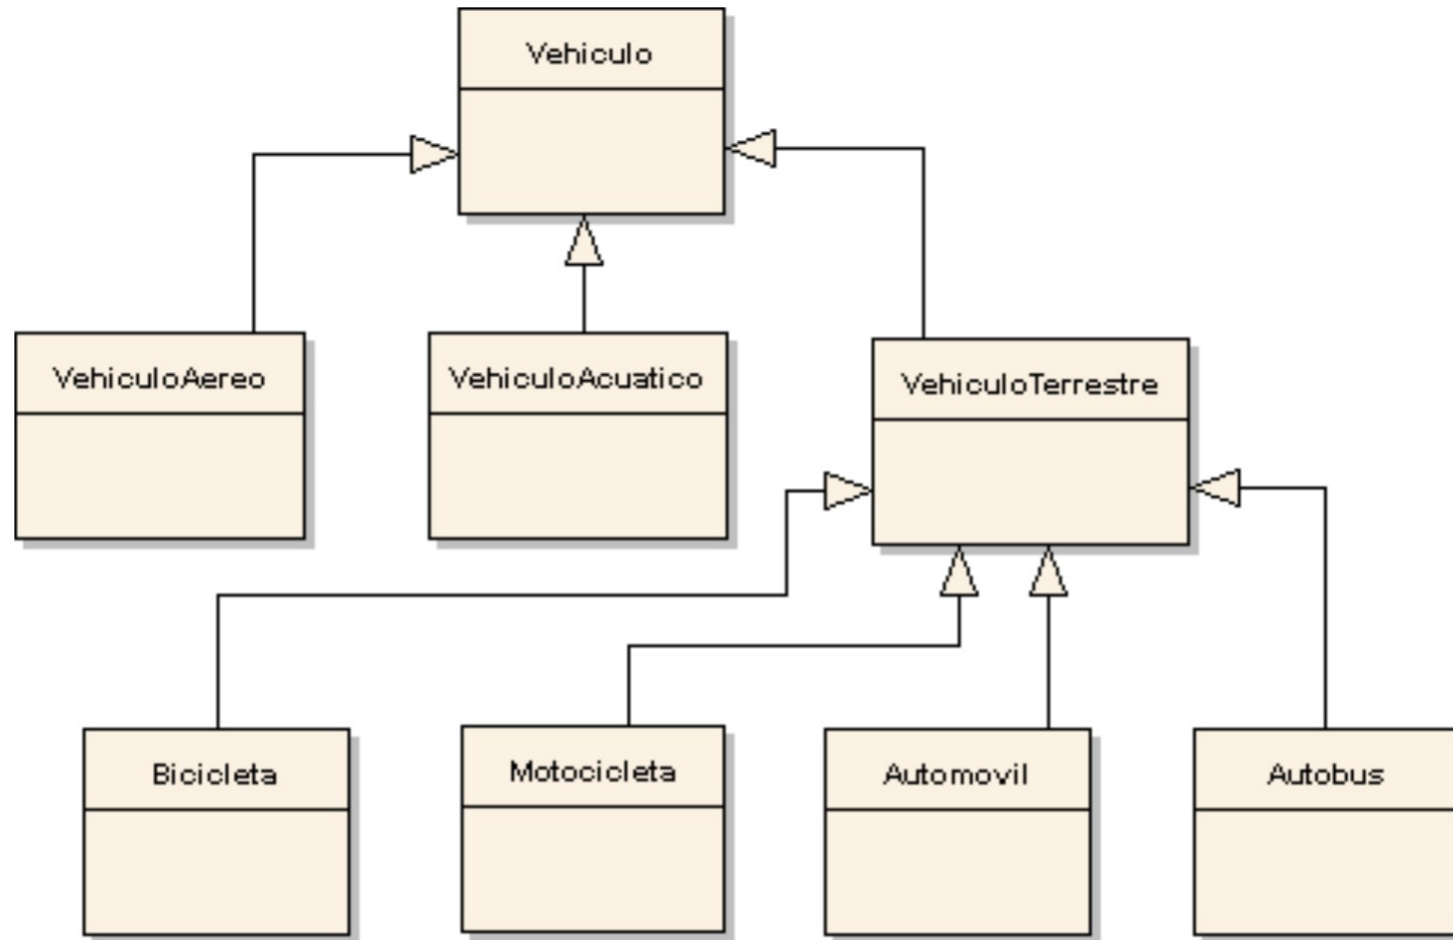 Vehiculo
VehiculoAereo
VehiculoAcuatico
VehiculoTerrestre
Bicicleta
Motocicleta
Automovil
Autobus